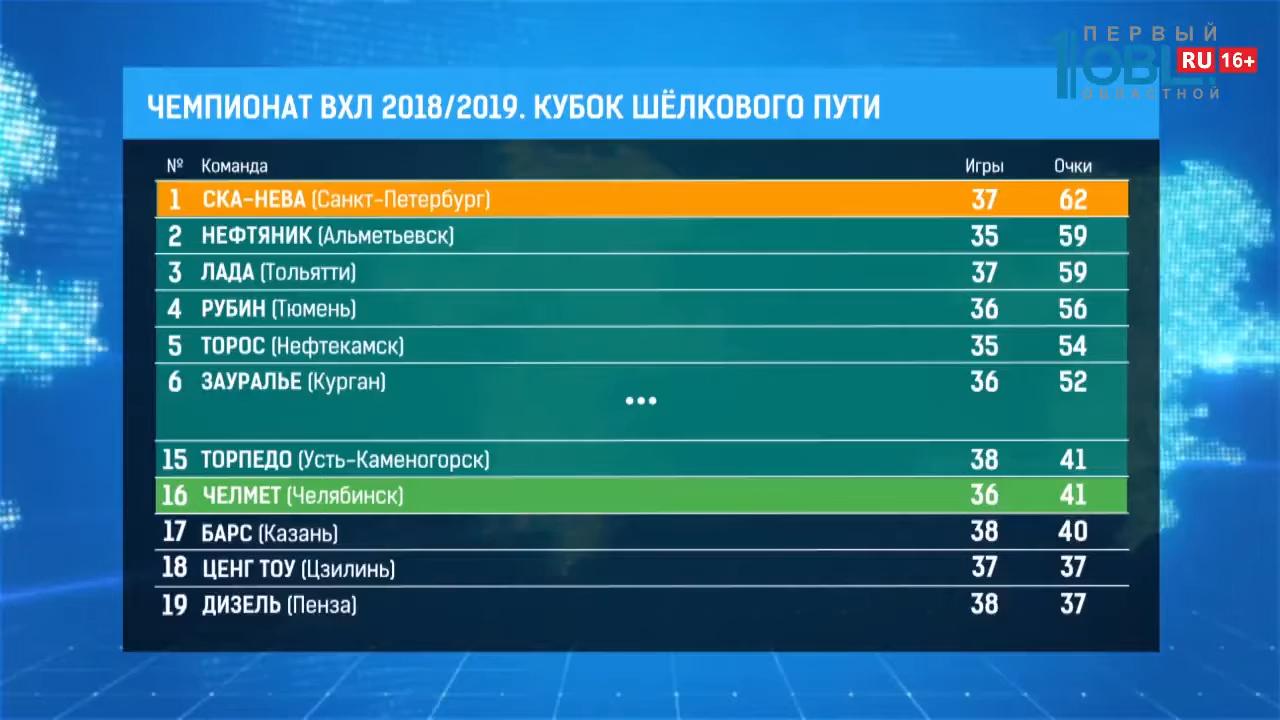 ПЕРВЫЙ
OBL. RU 16+
ОБЛАСТНОЙ
ЧЕМПИОНАТ ВХЛ 2018/2019. КУБОК ШЁЛКОВОГО ПУТИ
№ Команда Игры Очки
1 СКА-НЕВА (Санкт-Петербург) 37 62
2 НЕФТЯНИК (Альметьевск) 35 59
3 ЛАДА (Тольятти) 37 59
4 РУБИН (Тюмень) 36 56
5 ТОРОС (Нефтекамск) 35 54
6 ЗАУРАЛЬЕ (Курган) 36 52
...
15 ТОРПЕДО (Усть-Каменогорск) 38 41
16 ЧЕЛМЕТ (Челябинск) 36 41
17 БАРС (Казань) 38 40
18 ЦЕНГ ТОУ (Цзилинь) 37 37
19 ДИЗЕЛЬ (Пенза) 38 37